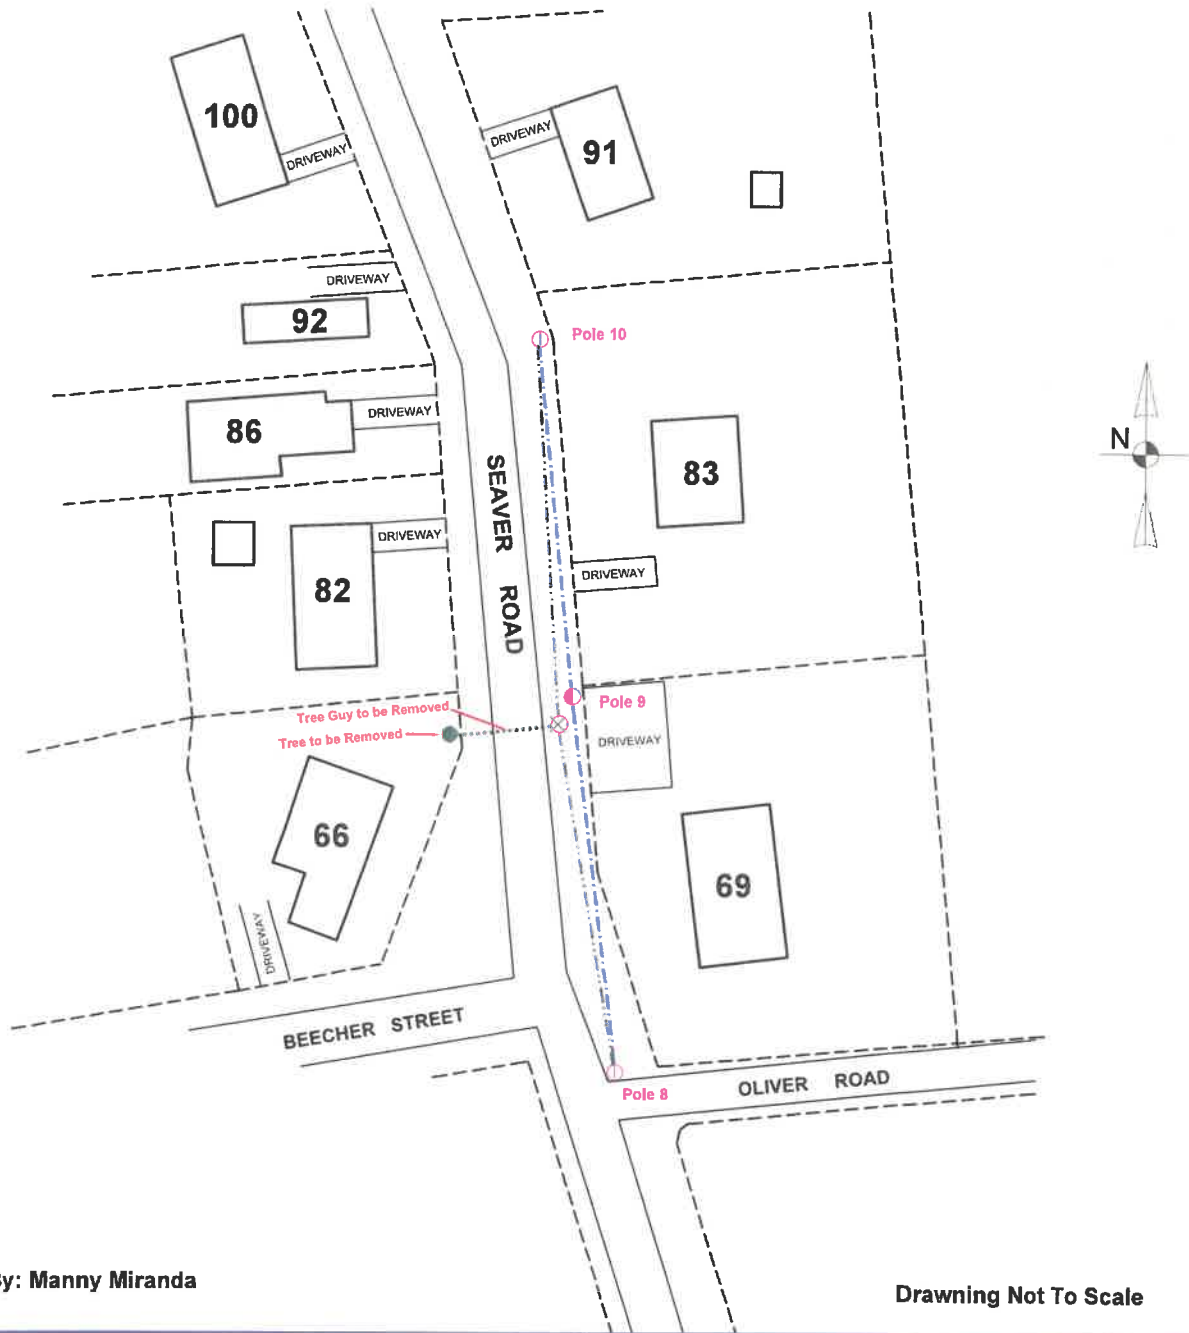 100
DRIVEWAY
DRIVEWAY
91
DRIVEWAY
92
Pole 10
DRIVEWAY
86
83
SEAVER ROAD
DRIVEWAY
82
DRIVEWAY
Pole 9
Tree Guy to be Removed
Tree to be Removed
DRIVEWAY
66
69
DRIVEWAY
BEECHER STREET
OLIVER ROAD
Pole 8
N
By: Manny Miranda
Drawning Not To Scale